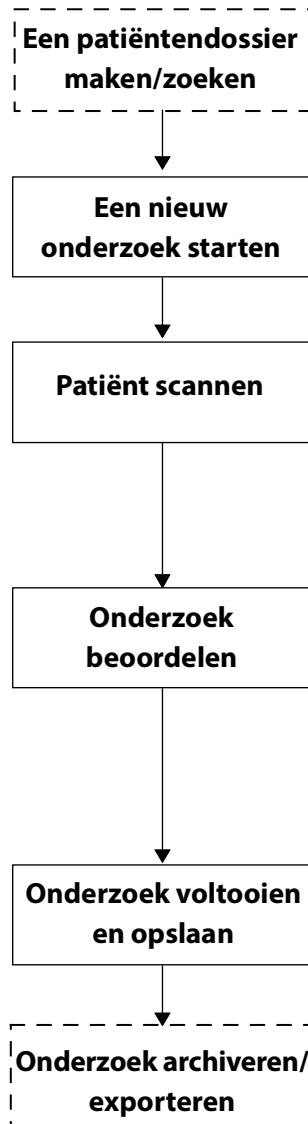 Een patiëntendossier
maken/zoeken
Een nieuw
onderzoek starten
Patiënt scannen
Onderzoek
beoordelen
Onderzoek voltooien
en opslaan
Onderzoek archiveren/
exporteren